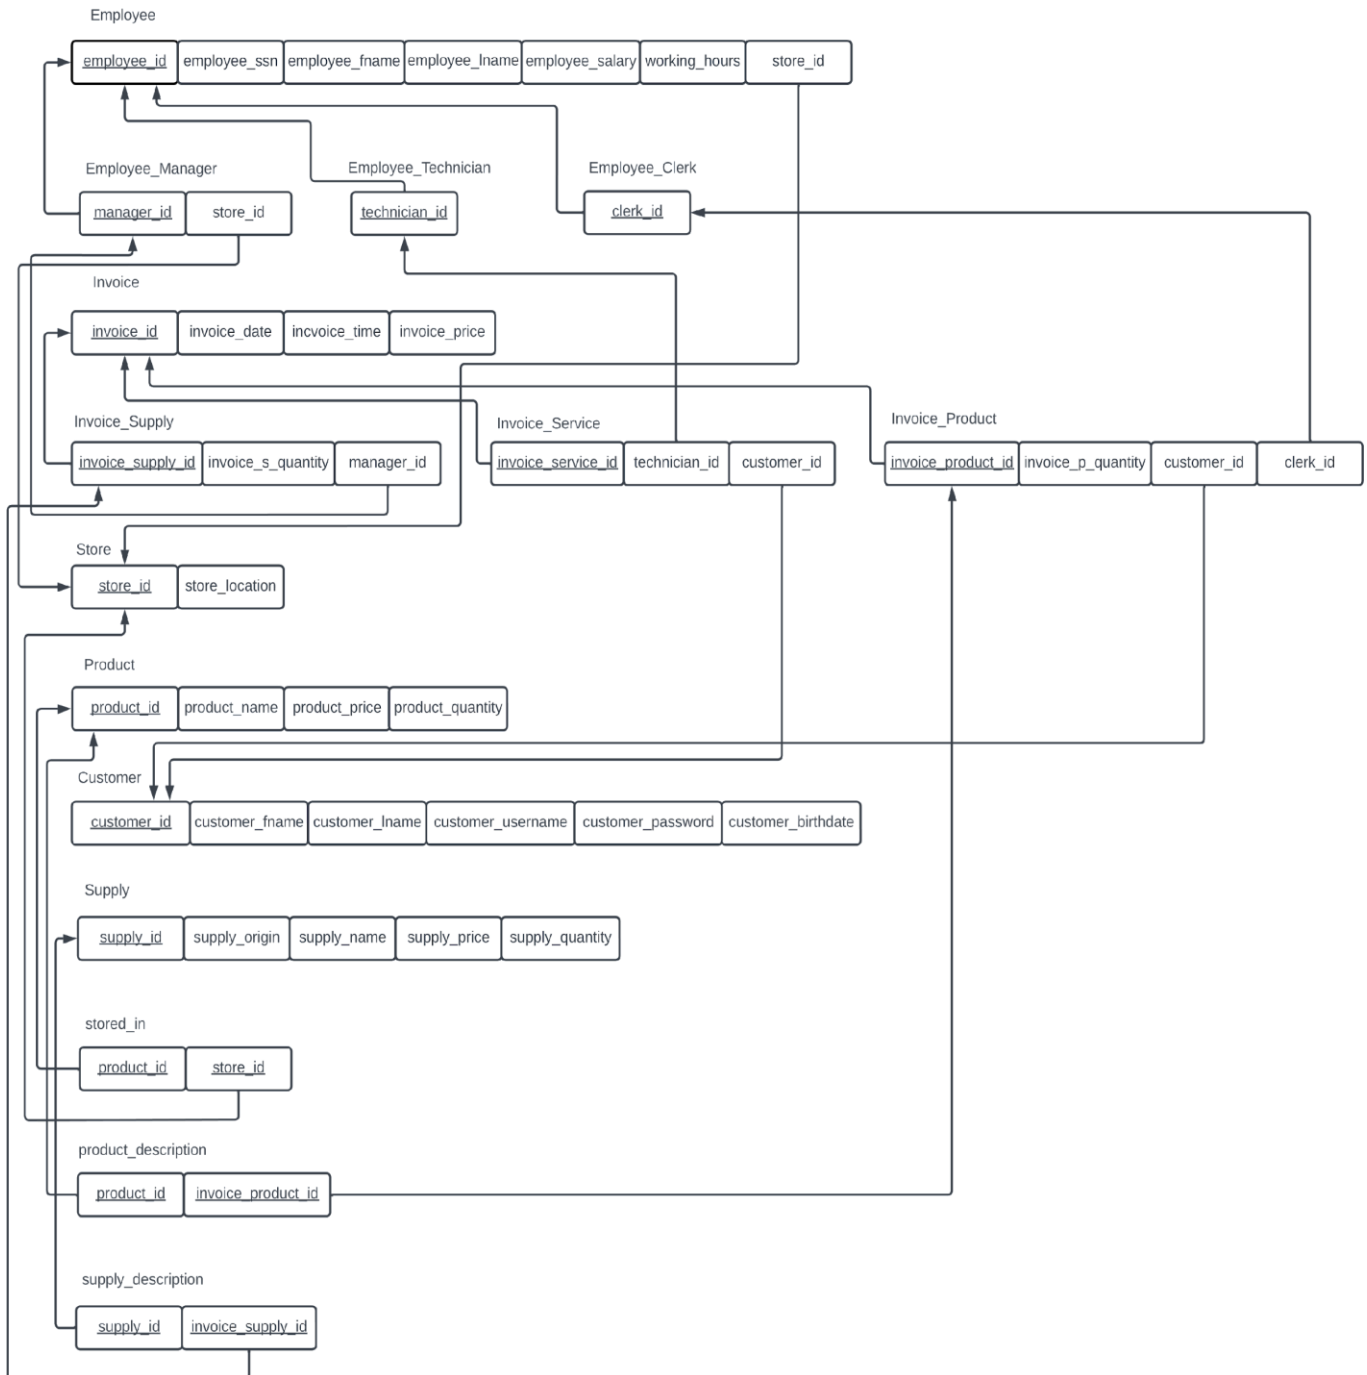 Employee
employee_id employee_ssn employee_fname employee_lname employee_salary working_hours store_id
Employee_Manager Employee_Technician Employee_Clerk
manager_id store_id technician_id clerk_id
Invoice
invoice_id invoice_date incvoice_time invoice_price
Invoice_Supply Invoice_Service Invoice_Product
invoice_supply_id invoice_s_quantity manager_id invoice_service_id technician_id customer_id invoice_product_id invoice_p_quantity customer_id clerk_id
Store
store_id store_location
Product
product_id product_name product_price product_quantity
Customer
customer_id customer_fname customer_lname customer_username customer_password customer_birthdate
Supply
supply_id supply_origin supply_name supply_price supply_quantity
stored_in
product_id store_id
product_description
product_id invoice_product_id
supply_description
supply_id invoice_supply_id